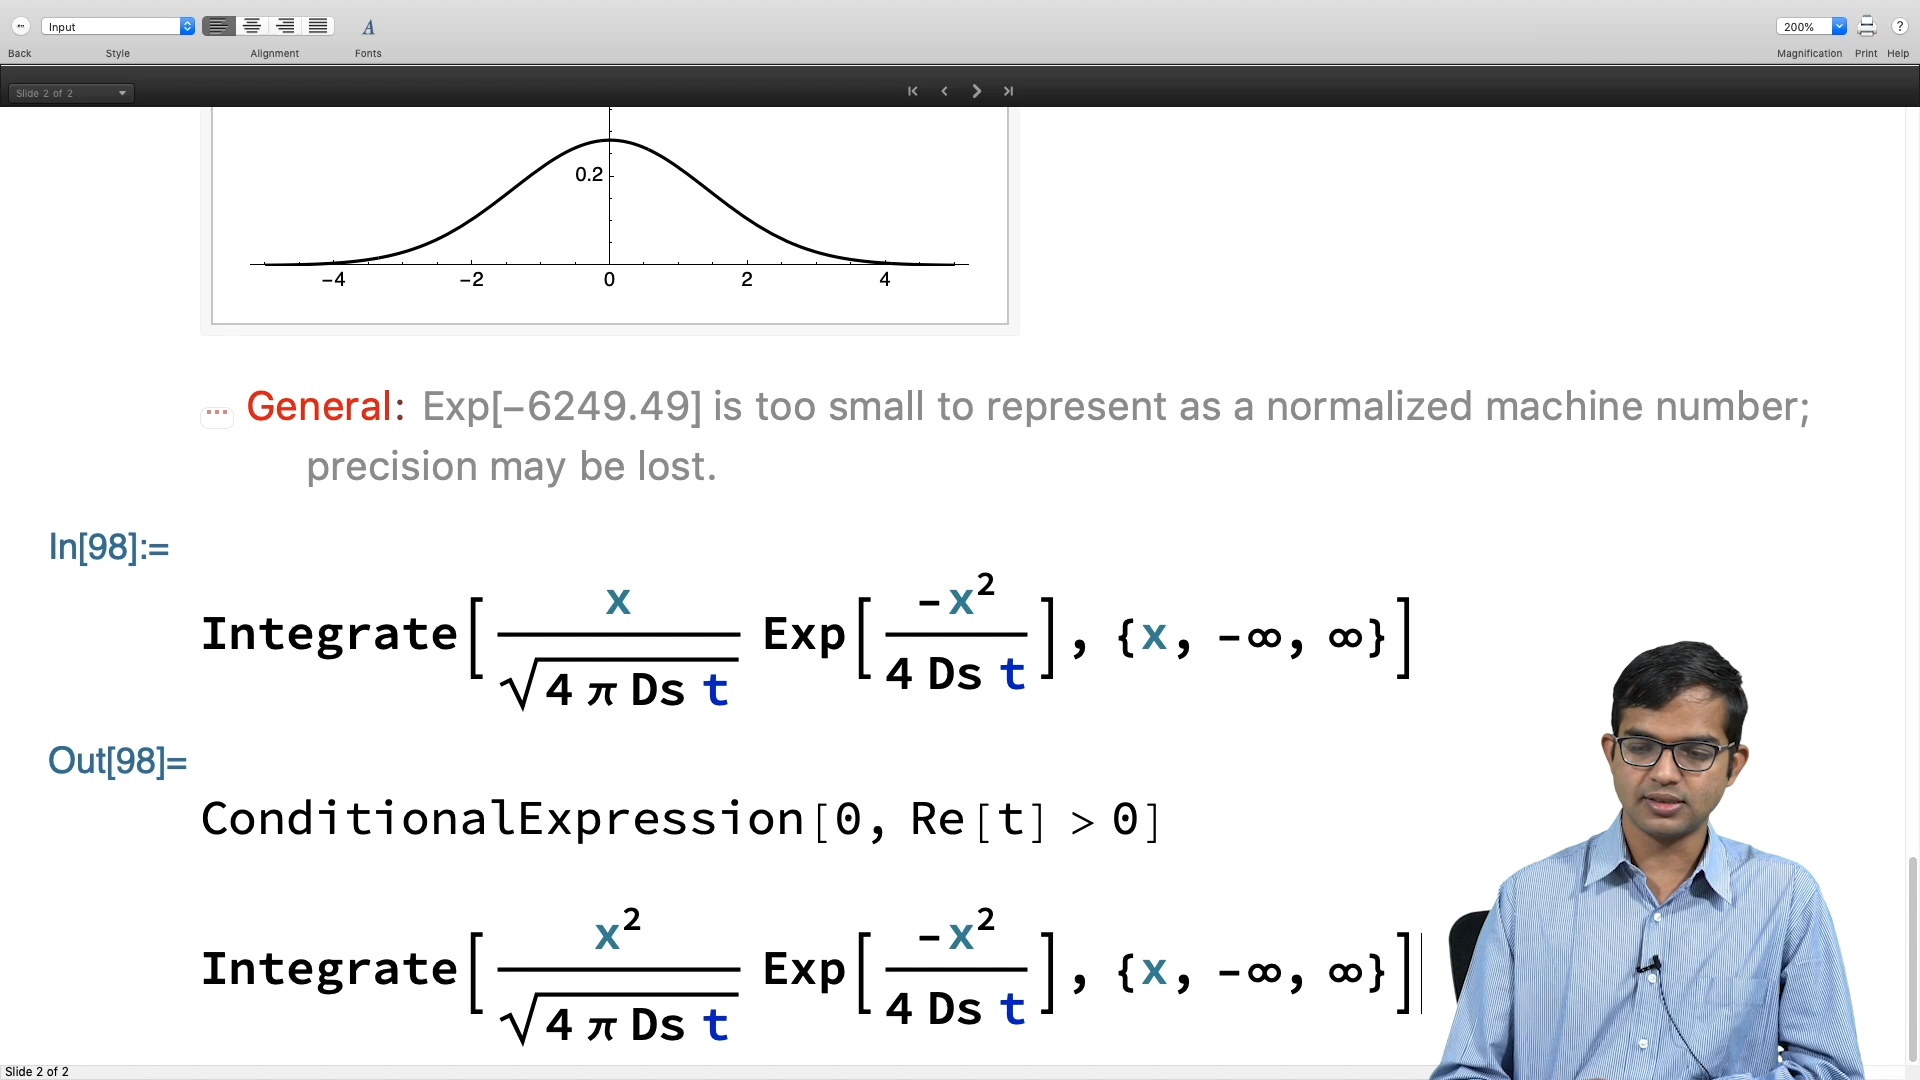 Input
200%
Back Style Alignment Fonts Magnification Print Help
Slide 2 of 2
0.2
−4 −2 0 2 4
General: Exp[−6249.49] is too small to represent as a normalized machine number;
precision may be lost.
In[98]:=
Integrate[x/√(4 π Ds t) Exp[−x²/(4 Ds t)], {x, −∞, ∞}]
Out[98]=
ConditionalExpression[0, Re[t] > 0]
Integrate[x²/√(4 π Ds t) Exp[−x²/(4 Ds t)], {x, −∞, ∞}]
Slide 2 of 2